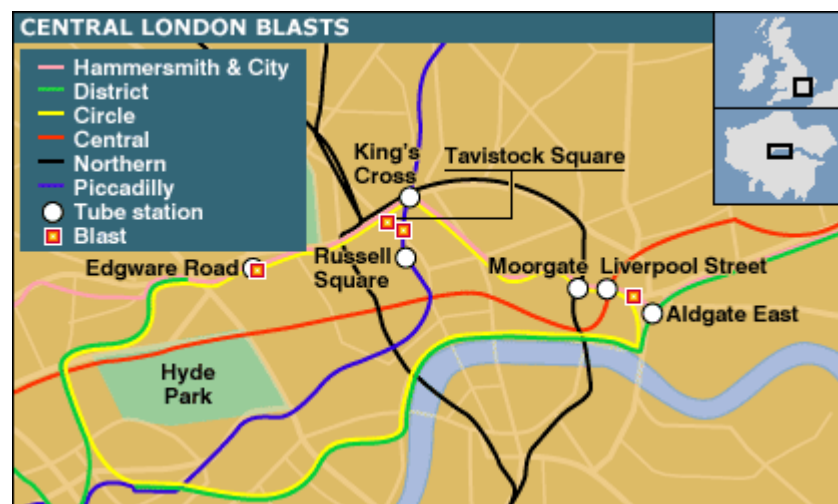 CENTRAL LONDON BLASTS
Hammersmith & City
District
Circle
Central
Northern
Piccadilly
Tube station
Blast
King's
Cross
Tavistock Square
Edgware Road
Russell
Square
Moorgate
Liverpool Street
Aldgate East
Hyde
Park